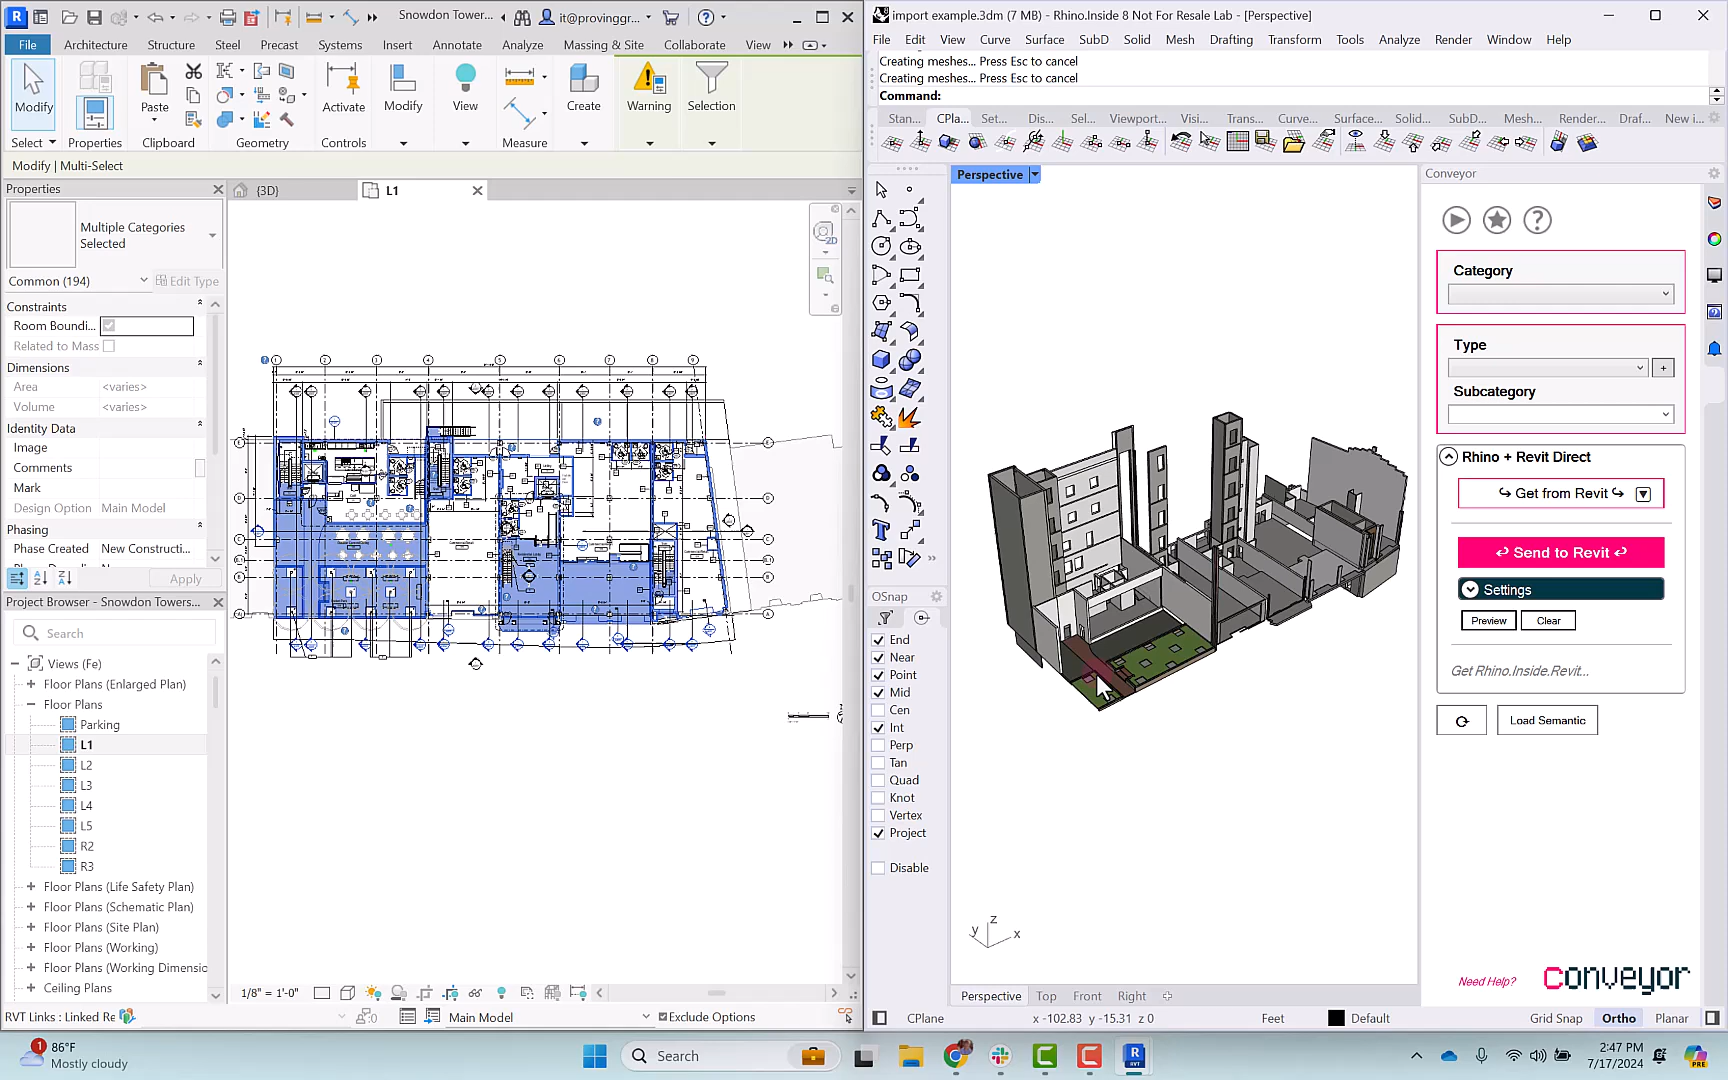 Snowdon Tower...
it@provinggr...
File
Architecture
Structure
Steel
Precast
Systems
Insert
Annotate
Analyze
Massing & Site
Collaborate
View
Modify
Paste
Activate
Modify
View
Create
Warning
Selection
Select
Properties
Clipboard
Geometry
Controls
Measure
Modify | Multi-Select
Properties
{3D}
L1
Multiple Categories
Selected
Common (194)
Edit Type
Constraints
Room Boundi...
Related to Mass
Dimensions
Area
<varies>
Volume
<varies>
Identity Data
Image
Comments
Mark
Design Option
Main Model
Phasing
Phase Created
New Constructi...
Apply
Project Browser - Snowdon Towers...
Search
Views (Fe)
Floor Plans (Enlarged Plan)
Floor Plans
Parking
L1
L2
L3
L4
L5
R2
R3
Floor Plans (Life Safety Plan)
Floor Plans (Schematic Plan)
Floor Plans (Site Plan)
Floor Plans (Working)
Floor Plans (Working Dimensio
Ceiling Plans
1/8" = 1'-0"
RVT Links : Linked Re
Main Model
Exclude Options
import example.3dm (7 MB) - Rhino.Inside 8 Not For Resale Lab - [Perspective]
File
Edit
View
Curve
Surface
SubD
Solid
Mesh
Drafting
Transform
Tools
Analyze
Render
Window
Help
Creating meshes... Press Esc to cancel
Creating meshes... Press Esc to cancel
Command:
Stan...
CPla...
Set...
Dis...
Sel...
Viewport...
Visi...
Trans...
Curve...
Surface...
Solid...
SubD...
Mesh...
Render...
Draf...
New i...
Perspective
OSnap
End
Near
Point
Mid
Cen
Int
Perp
Tan
Quad
Knot
Vertex
Project
Disable
z
y
x
Perspective
Top
Front
Right
CPlane
x -102.83 y -15.31 z 0
Feet
Default
Grid Snap
Ortho
Planar
Conveyor
Category
Type
+
Subcategory
Rhino + Revit Direct
Get from Revit
Send to Revit
Settings
Preview
Clear
Get Rhino.Inside.Revit...
Load Semantic
Need Help?
conveyor
1
86°F
Mostly cloudy
Search
2:47 PM
7/17/2024